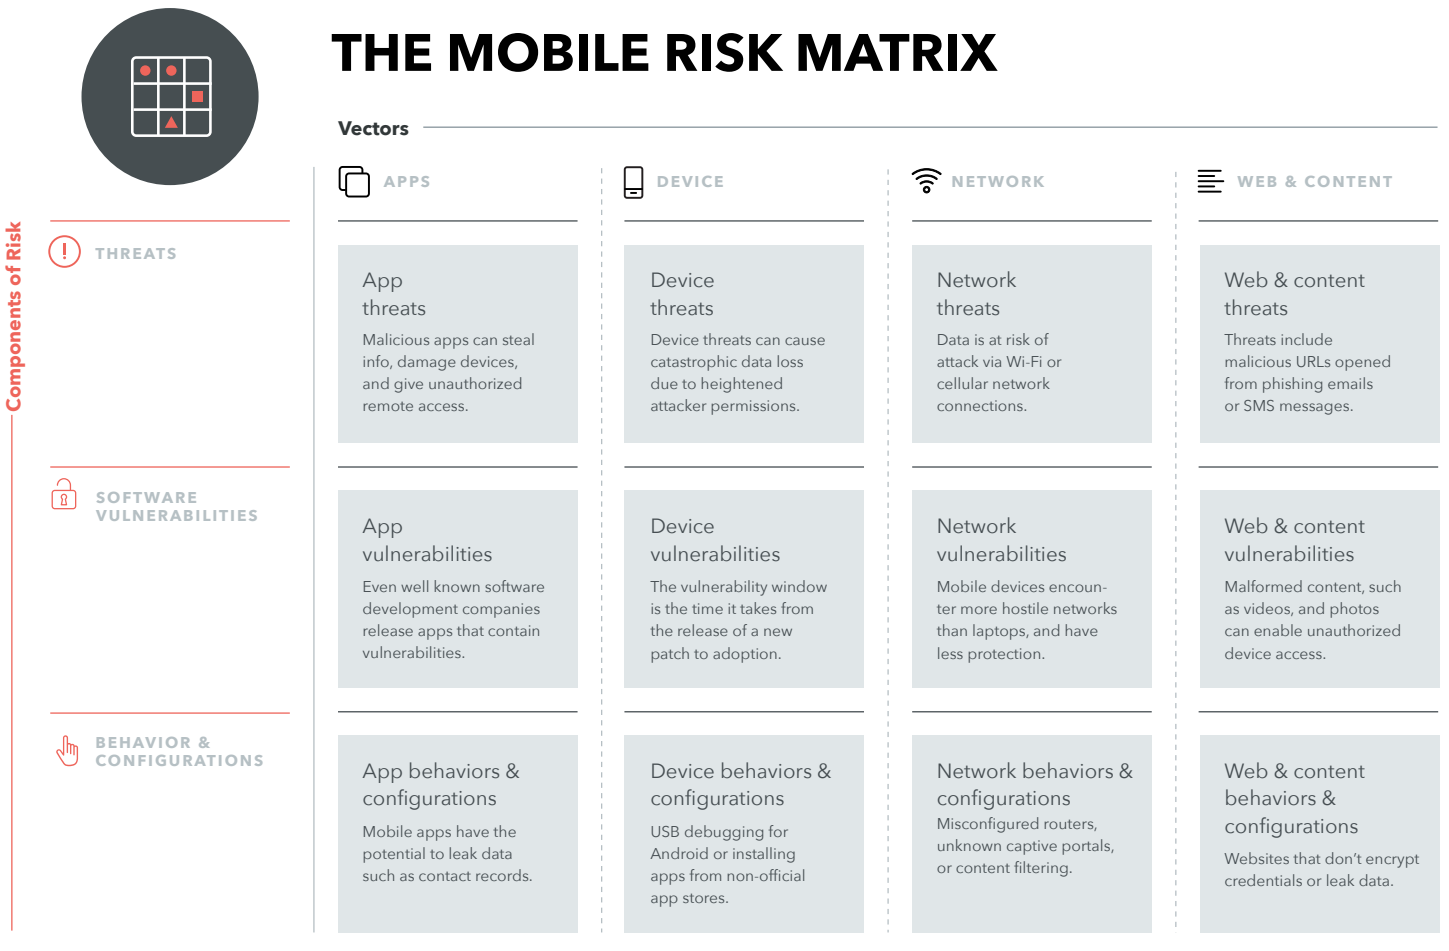 THE MOBILE RISK MATRIX
Vectors
APPS
DEVICE
NETWORK
WEB & CONTENT
Components of Risk
THREATS
App
threats
Malicious apps can steal
info, damage devices,
and give unauthorized
remote access.
Device
threats
Device threats can cause
catastrophic data loss
due to heightened
attacker permissions.
Network
threats
Data is at risk of
attack via Wi-Fi or
cellular network
connections.
Web & content
threats
Threats include
malicious URLs opened
from phishing emails
or SMS messages.
SOFTWARE
VULNERABILITIES
App
vulnerabilities
Even well known software
development companies
release apps that contain
vulnerabilities.
Device
vulnerabilities
The vulnerability window
is the time it takes from
the release of a new
patch to adoption.
Network
vulnerabilities
Mobile devices encoun-
ter more hostile networks
than laptops, and have
less protection.
Web & content
vulnerabilities
Malformed content, such
as videos, and photos
can enable unauthorized
device access.
BEHAVIOR &
CONFIGURATIONS
App behaviors &
configurations
Mobile apps have the
potential to leak data
such as contact records.
Device behaviors &
configurations
USB debugging for
Android or installing
apps from non-official
app stores.
Network behaviors &
configurations
Misconfigured routers,
unknown captive portals,
or content filtering.
Web & content
behaviors &
configurations
Websites that don’t encrypt
credentials or leak data.